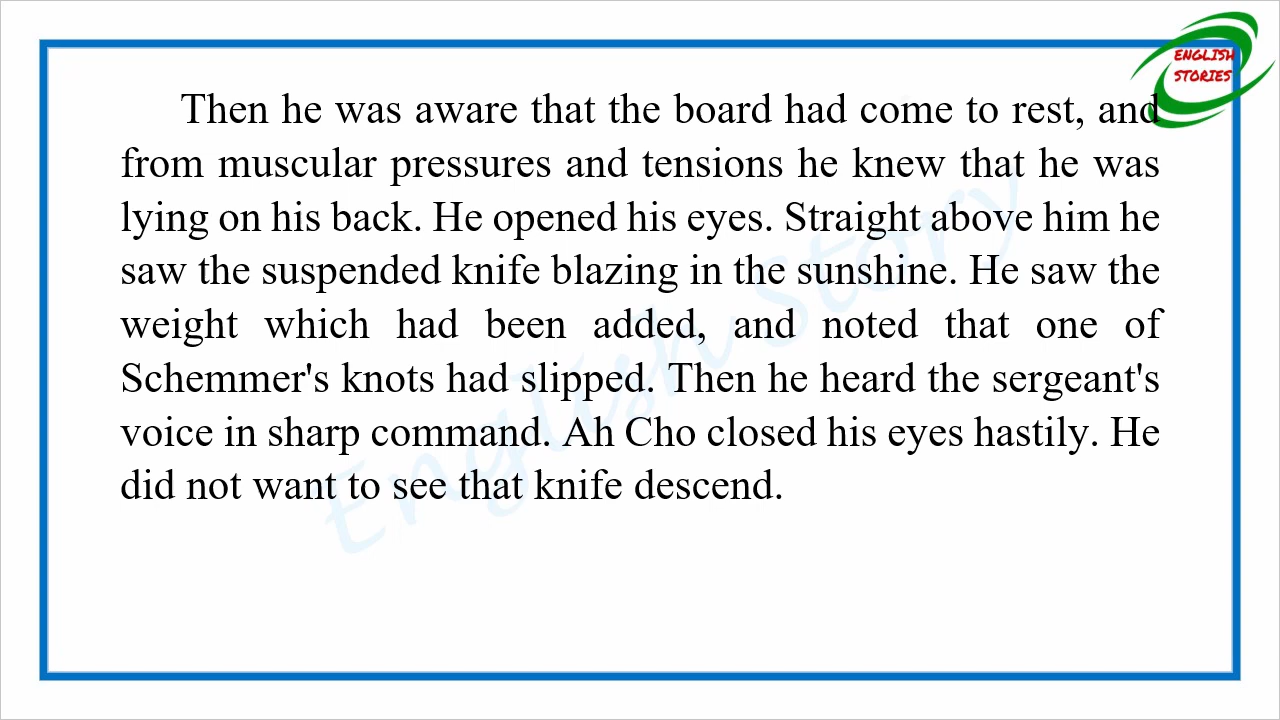 ENGLISH
STORIES
Then he was aware that the board had come to rest, and
from muscular pressures and tensions he knew that he was
lying on his back. He opened his eyes. Straight above him he
saw the suspended knife blazing in the sunshine. He saw the
weight which had been added, and noted that one of
Schemmer's knots had slipped. Then he heard the sergeant's
voice in sharp command. Ah Cho closed his eyes hastily. He
did not want to see that knife descend.
English Story